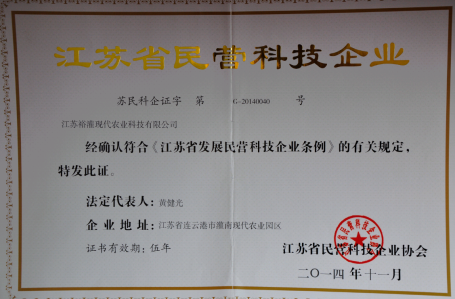 江苏省民营科技企业
苏民科企证字 第 G-20140040 号
江苏裕灌现代农业科技有限公司
经确认符合《江苏省发展民营科技企业条例》的有关规定,
特发此证。
法定代表人：黄健光
企业地址：江苏省连云港市灌南现代农业园区
证书有效期：伍年
江苏省民营科技企业协会
二〇一四年十一月